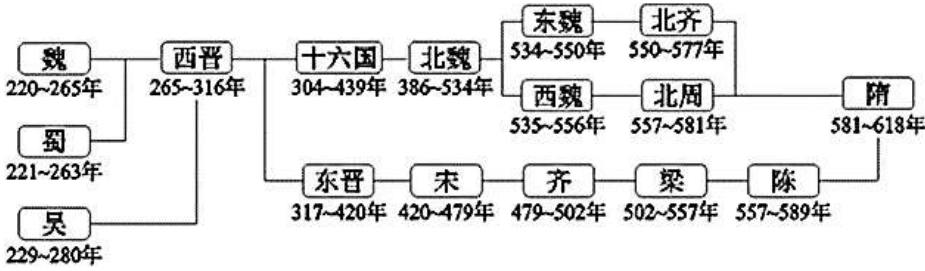 东魏
534~550年
北齐
550~577年
魏
220~265年
西晋
265~316年
十六国
304~439年
北魏
386~534年
西魏
535~556年
北周
557~581年
隋
581~618年
蜀
221~263年
东晋
317~420年
宋
420~479年
齐
479~502年
梁
502~557年
陈
557~589年
吴
229~280年